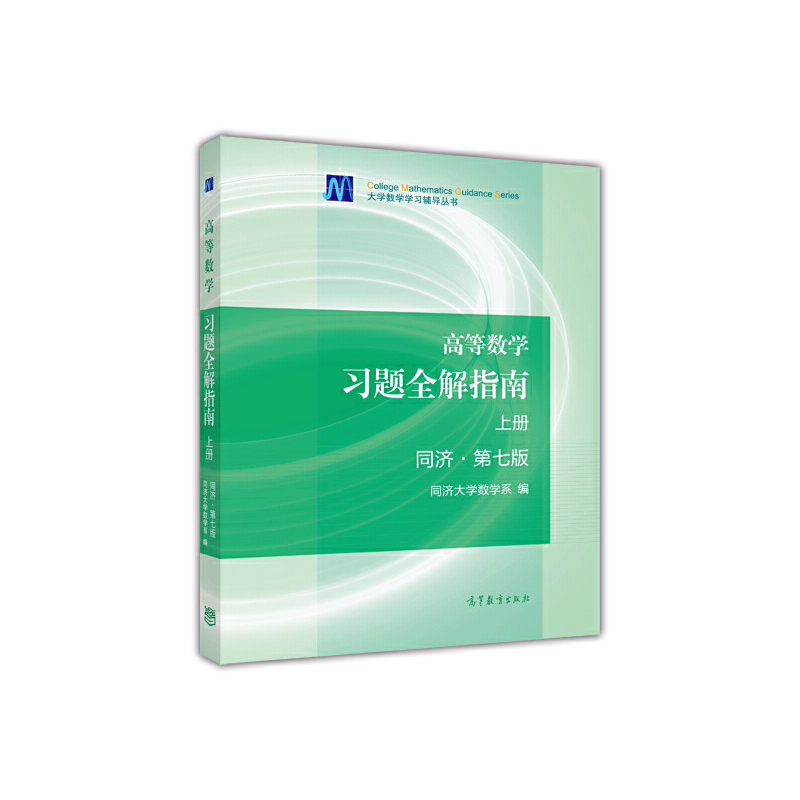 College Mathematics Guidance Series
大学数学学习辅导丛书
高等数学
习题全解指南
上册
同济·第七版
同济大学数学系 编
高等教育出版社
高等数学
习题全解指南
上册
同济·第七版
同济大学数学系 编